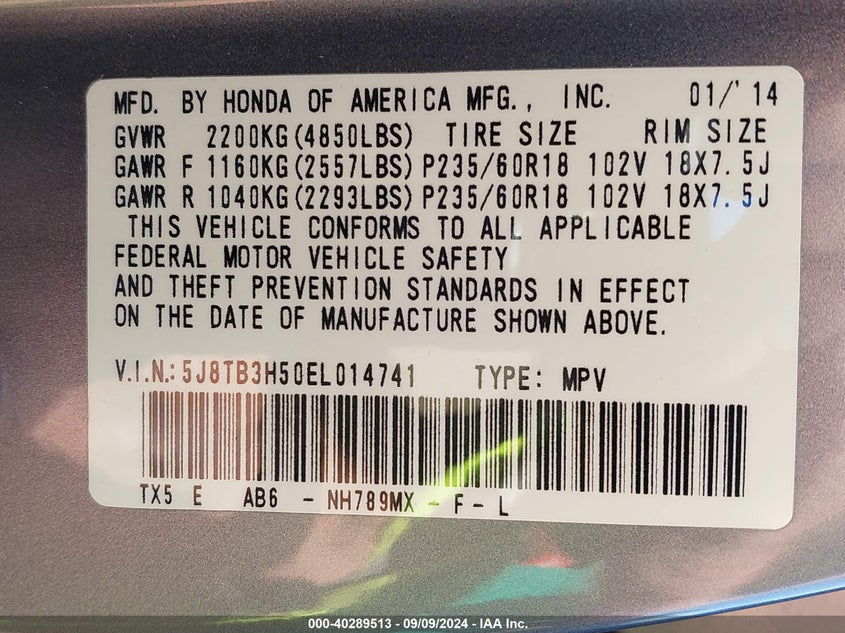 MFD. BY HONDA OF AMERICA MFG., INC. 01/'14
GVWR 2200KG(4850LBS) TIRE SIZE RIM SIZE
GAWR F 1160KG(2557LBS) P235/60R18 102V 18X7.5J
GAWR R 1040KG(2293LBS) P235/60R18 102V 18X7.5J
THIS VEHICLE CONFORMS TO ALL APPLICABLE
FEDERAL MOTOR VEHICLE SAFETY
AND THEFT PREVENTION STANDARDS IN EFFECT
ON THE DATE OF MANUFACTURE SHOWN ABOVE.
V.I.N.: 5J8TB3H50EL014741 TYPE: MPV
TX5 E AB6 - NH789MX - F - L
000-40289513 - 09/09/2024 - IAA Inc.